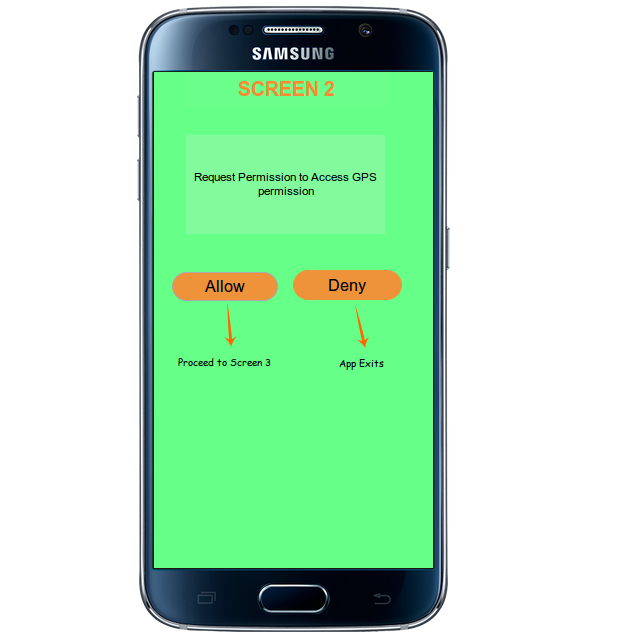 SAMSUNG
SCREEN 2
Request Permission to Access GPS
permission
Allow
Deny
Proceed to Screen 3
App Exits